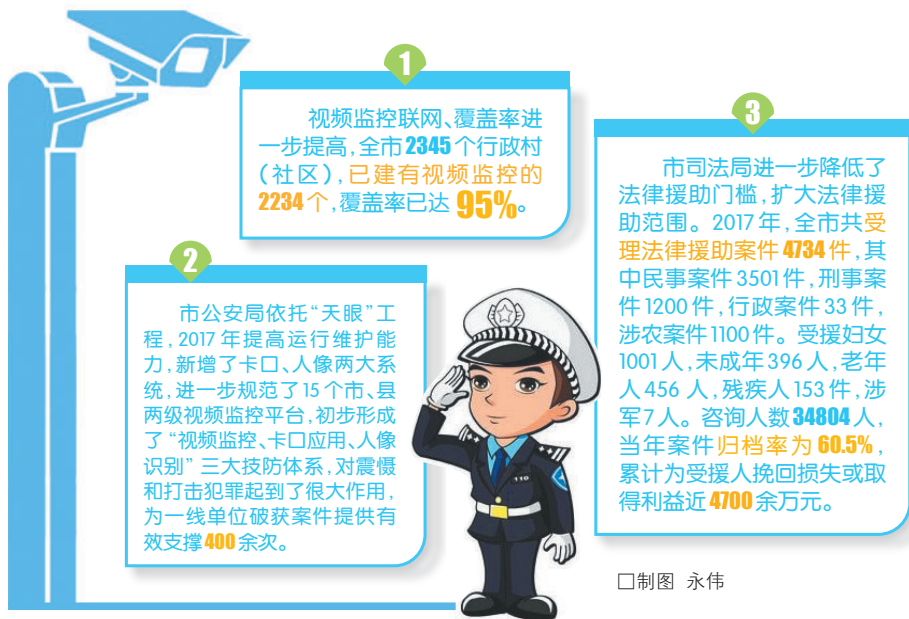 1
视频监控联网、覆盖率进
一步提高,全市2345个行政村
(社区),已建有视频监控的
2234个,覆盖率已达95%。
2
市公安局依托“天眼”工
程,2017年提高运行维护能
力,新增了卡口、人像两大系
统,进一步规范了15个市、县
两级视频监控平台,初步形成
了“视频监控、卡口应用、人像
识别”三大技防体系,对震慑
和打击犯罪起到了很大作用,
为一线单位破获案件提供有
效支撑400余次。
3
市司法局进一步降低了
法律援助门槛,扩大法律援
助范围。2017年,全市共受
理法律援助案件4734件,其
中民事案件3501件,刑事案
件1200件,行政案件33件,
涉农案件1100件。受援妇女
1001人,未成年396人,老年
人456人,残疾人153件,涉
军7人。咨询人数34804人,
当年案件归档率为60.5%,
累计为受援人挽回损失或取
得利益近4700余万元。
110
□制图 永伟